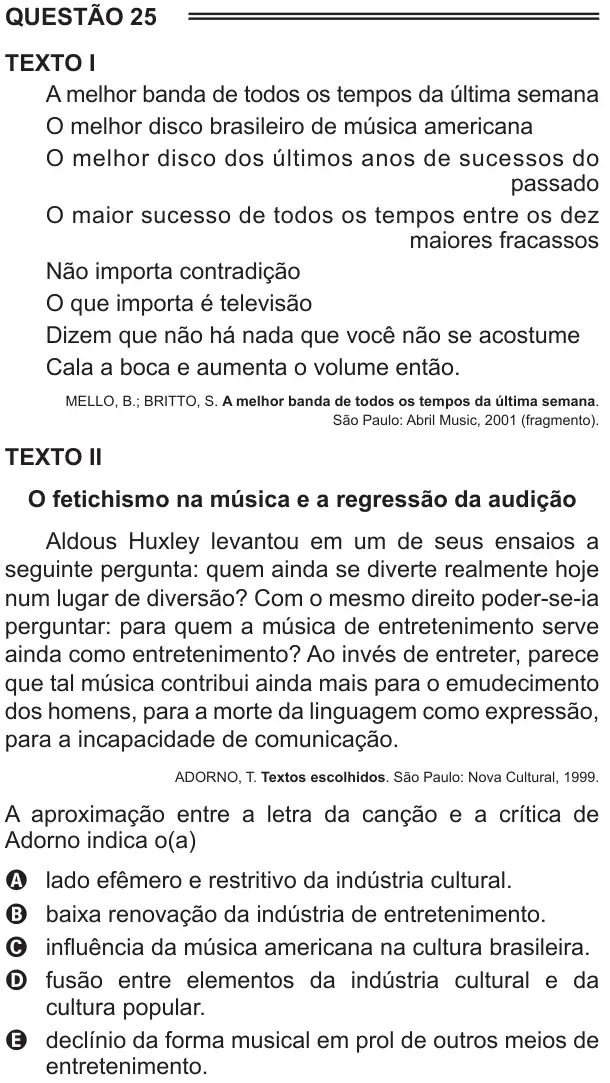 QUESTÃO 25
TEXTO I
A melhor banda de todos os tempos da última semana
O melhor disco brasileiro de música americana
O melhor disco dos últimos anos de sucessos do
passado
O maior sucesso de todos os tempos entre os dez
maiores fracassos
Não importa contradição
O que importa é televisão
Dizem que não há nada que você não se acostume
Cala a boca e aumenta o volume então.
MELLO, B.; BRITTO, S. A melhor banda de todos os tempos da última semana.
São Paulo: Abril Music, 2001 (fragmento).
TEXTO II
O fetichismo na música e a regressão da audição
Aldous Huxley levantou em um de seus ensaios a
seguinte pergunta: quem ainda se diverte realmente hoje
num lugar de diversão? Com o mesmo direito poder-se-ia
perguntar: para quem a música de entretenimento serve
ainda como entretenimento? Ao invés de entreter, parece
que tal música contribui ainda mais para o emudecimento
dos homens, para a morte da linguagem como expressão,
para a incapacidade de comunicação.
ADORNO, T. Textos escolhidos. São Paulo: Nova Cultural, 1999.
A aproximação entre a letra da canção e a crítica de
Adorno indica o(a)
A lado efêmero e restritivo da indústria cultural.
B baixa renovação da indústria de entretenimento.
C influência da música americana na cultura brasileira.
D fusão entre elementos da indústria cultural e da
cultura popular.
E declínio da forma musical em prol de outros meios de
entretenimento.